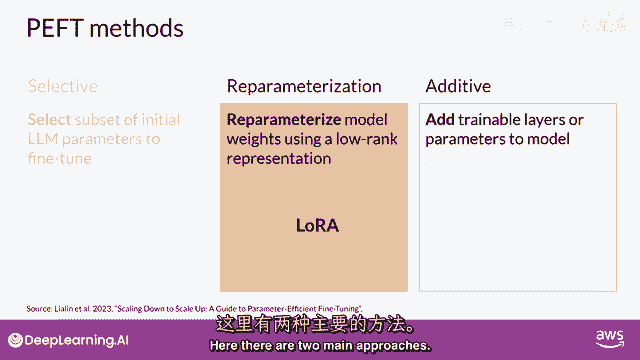 PEFT methods
Selective
Reparameterization
Additive
Select subset of initial
LLM parameters to
fine-tune
Reparameterize model
weights using a low-rank
representation
LoRA
Add trainable layers or
parameters to model
Source: Lialin et al. 2023, "Scaling Down to Scale Up: A Guide to Parameter-Efficient Fine-Tuning",
这里有两种主要的方法。
Here there are two main approaches.
DeepLearning.AI
aws